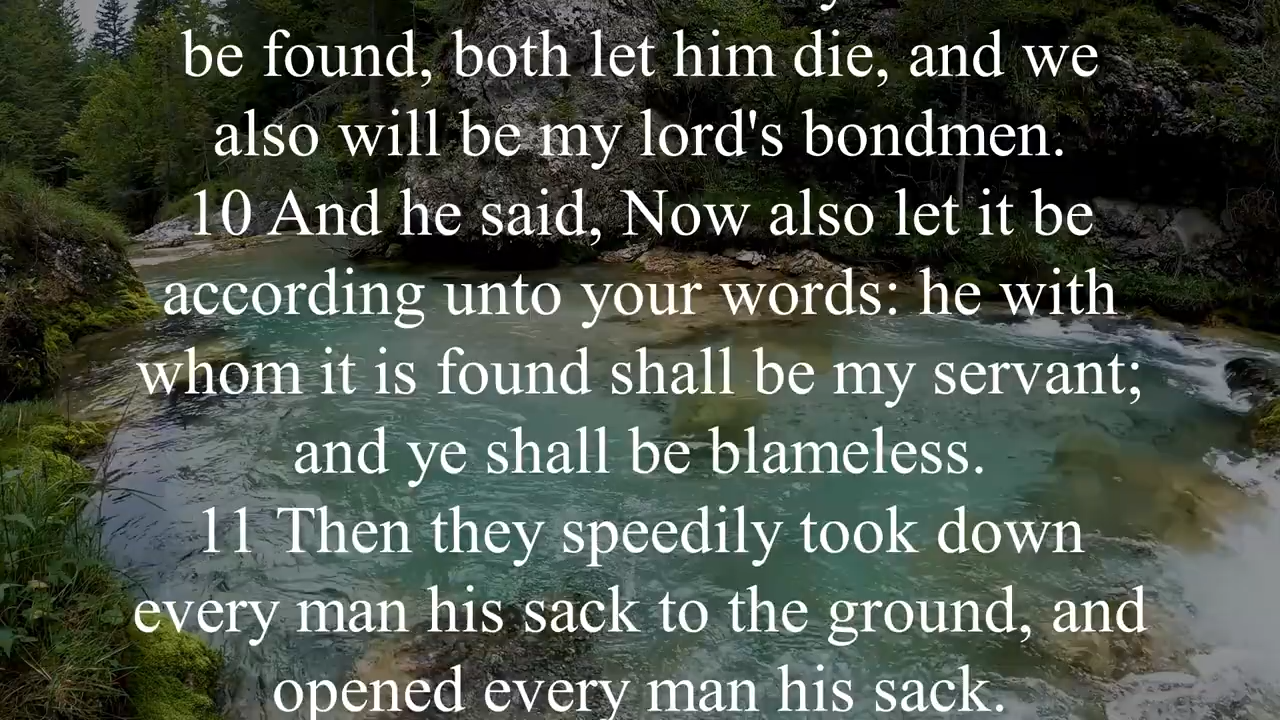 be found, both let him die, and we
also will be my lord's bondmen.
10 And he said, Now also let it be
according unto your words: he with
whom it is found shall be my servant;
and ye shall be blameless.
11 Then they speedily took down
every man his sack to the ground, and
opened every man his sack.